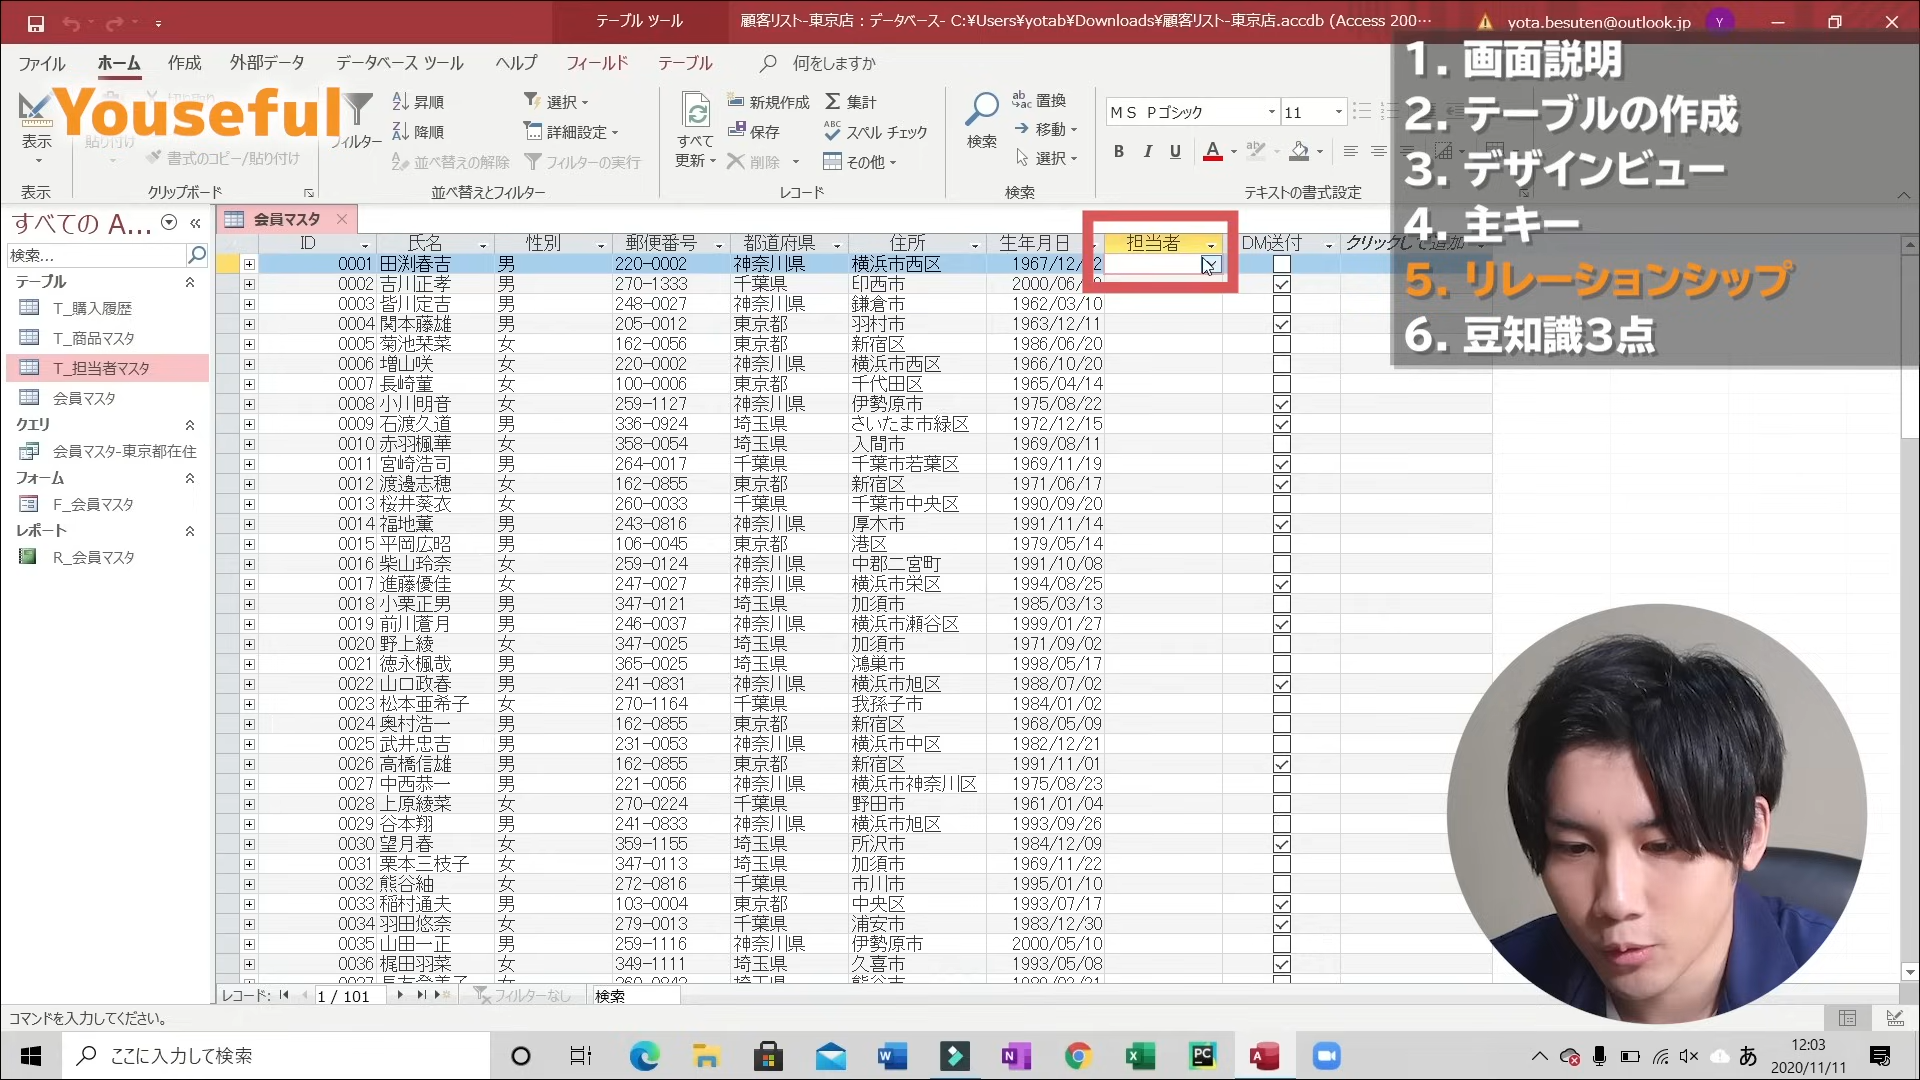 テーブル ツール
顧客リスト-東京店 : データベース- C:¥Users¥yotab¥Downloads¥顧客リスト-東京店.accdb (Access 200…
yota.besuten@outlook.jp
Y
ファイル ホーム 作成 外部データ データベース ツール ヘルプ フィールド テーブル 何をしますか
Youseful
表示
貼り付け
切り取り
書式のコピー/貼り付け
フィルター
昇順
降順
並べ替えの解除
選択
詳細設定
フィルターの実行
すべて
更新
新規作成
保存
削除
集計
スペル チェック
その他
検索
置換
移動
選択
MS Pゴシック 11
B I U
表示 クリップボード 並べ替えとフィルター レコード 検索 テキストの書式設定
1. 画面説明
2. テーブルの作成
3. デザインビュー
4. 主キー
5. リレーションシップ
6. 豆知識3点
すべての A...
検索...
テーブル
T_購入履歴
T_商品マスタ
T_担当者マスタ
会員マスタ
クエリ
会員マスタ-東京都在住
フォーム
F_会員マスタ
レポート
R_会員マスタ
会員マスタ
ID 氏名 性別 郵便番号 都道府県 住所 生年月日 担当者 DM送付 クリックして追加
0001 田渕春吉 男 220-0002 神奈川県 横浜市西区 1967/12/
0002 吉川正孝 男 270-1333 千葉県 印西市 2000/06/
0003 皆川定吉 男 248-0027 神奈川県 鎌倉市 1962/03/10
0004 関本藤雄 男 205-0012 東京都 羽村市 1963/12/11
0005 菊池栞菜 女 162-0056 東京都 新宿区 1986/06/20
0006 増山咲 女 220-0002 神奈川県 横浜市西区 1966/10/20
0007 長崎菫 女 100-0006 東京都 千代田区 1965/04/14
0008 小川明音 女 259-1127 神奈川県 伊勢原市 1975/08/22
0009 石渡久道 男 336-0924 埼玉県 さいたま市緑区 1972/12/15
0010 赤羽楓華 女 358-0054 埼玉県 入間市 1969/08/11
0011 宮崎浩司 男 264-0017 千葉県 千葉市若葉区 1969/11/19
0012 渡邊志穂 女 162-0855 東京都 新宿区 1971/06/17
0013 桜井葵衣 女 260-0033 千葉県 千葉市中央区 1990/09/20
0014 福地薫 男 243-0816 神奈川県 厚木市 1991/11/14
0015 平岡広昭 男 106-0045 東京都 港区 1979/05/14
0016 柴山玲奈 女 259-0124 神奈川県 中郡二宮町 1991/10/08
0017 進藤優佳 女 247-0027 神奈川県 横浜市栄区 1994/08/25
0018 小栗正男 男 347-0121 埼玉県 加須市 1985/03/13
0019 前川蒼月 男 246-0037 神奈川県 横浜市瀬谷区 1999/01/27
0020 野上綾 女 347-0025 埼玉県 加須市 1971/09/02
0021 徳永楓哉 男 365-0025 埼玉県 鴻巣市 1998/05/17
0022 山口政春 男 241-0831 神奈川県 横浜市旭区 1988/07/02
0023 松本亜希子 女 270-1164 千葉県 我孫子市 1984/01/02
0024 奥村浩一 男 162-0855 東京都 新宿区 1968/05/09
0025 武井忠吉 男 231-0053 神奈川県 横浜市中区 1982/12/21
0026 高橋信雄 男 162-0855 東京都 新宿区 1991/11/01
0027 中西恭一 男 221-0056 神奈川県 横浜市神奈川区 1975/08/23
0028 上原綾菜 女 270-0224 千葉県 野田市 1961/01/04
0029 谷本翔 男 241-0833 神奈川県 横浜市旭区 1993/09/26
0030 望月春 女 359-1155 埼玉県 所沢市 1984/12/09
0031 栗本三枝子 女 347-0113 埼玉県 加須市 1969/11/22
0032 熊谷紬 女 272-0816 千葉県 市川市 1995/01/10
0033 稲村通夫 男 103-0004 東京都 中央区 1993/07/17
0034 羽田悠奈 女 279-0013 千葉県 浦安市 1983/12/30
0035 山田一正 男 259-1116 神奈川県 伊勢原市 2000/05/10
0036 梶田羽菜 女 349-1111 埼玉県 久喜市 1993/05/08
レコード: 1 / 101 フィルターなし 検索
コマンドを入力してください。
ここに入力して検索
あ
12:03
2020/11/11